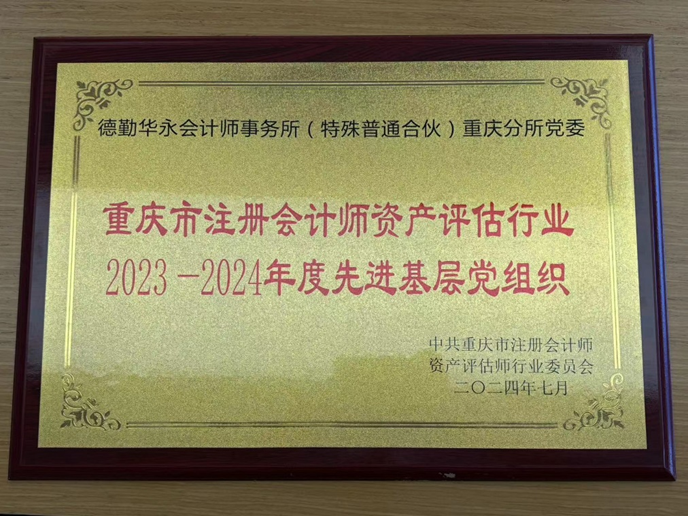 德勤华永会计师事务所（特殊普通合伙）重庆分所党委
重庆市注册会计师资产评估行业
2023－2024年度先进基层党组织
中共重庆市注册会计师
资产评估师行业委员会
二〇二四年七月